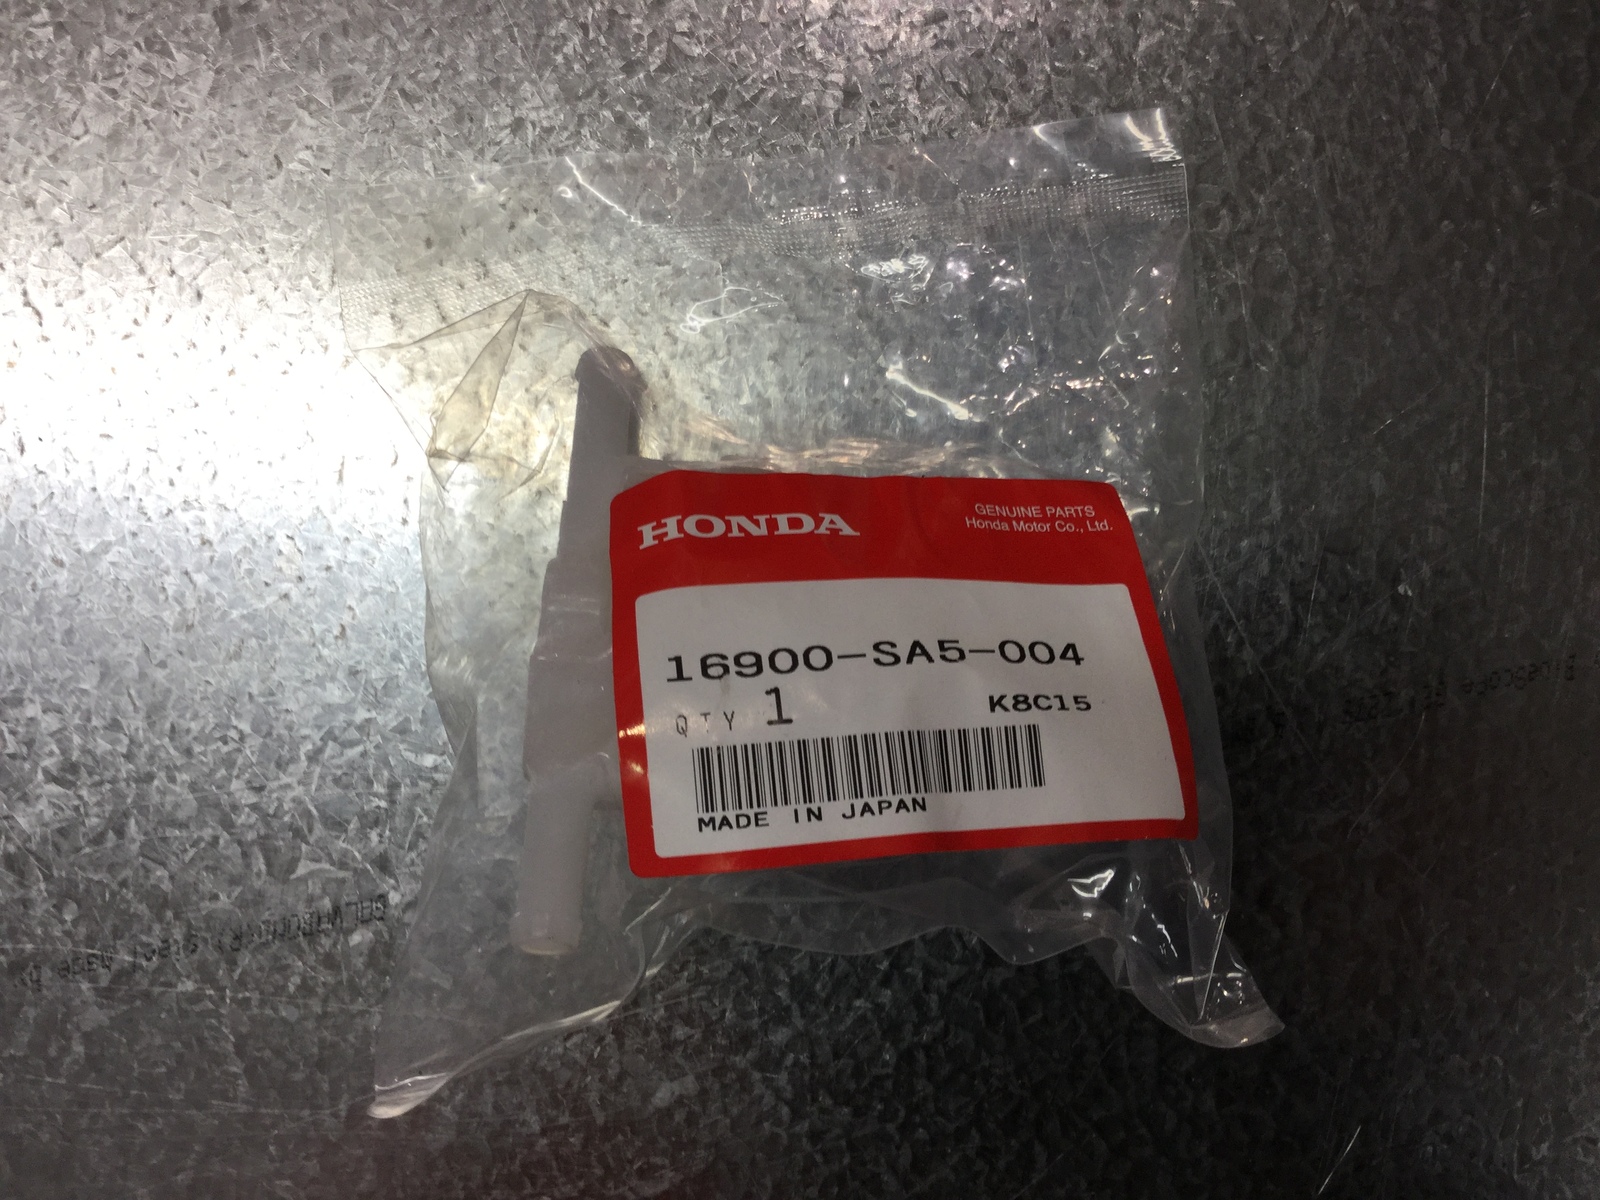 HONDA
GENUINE PARTS
Honda Motor Co., Ltd.
16900-SA5-004
QTY 1
K8C15
MADE IN JAPAN